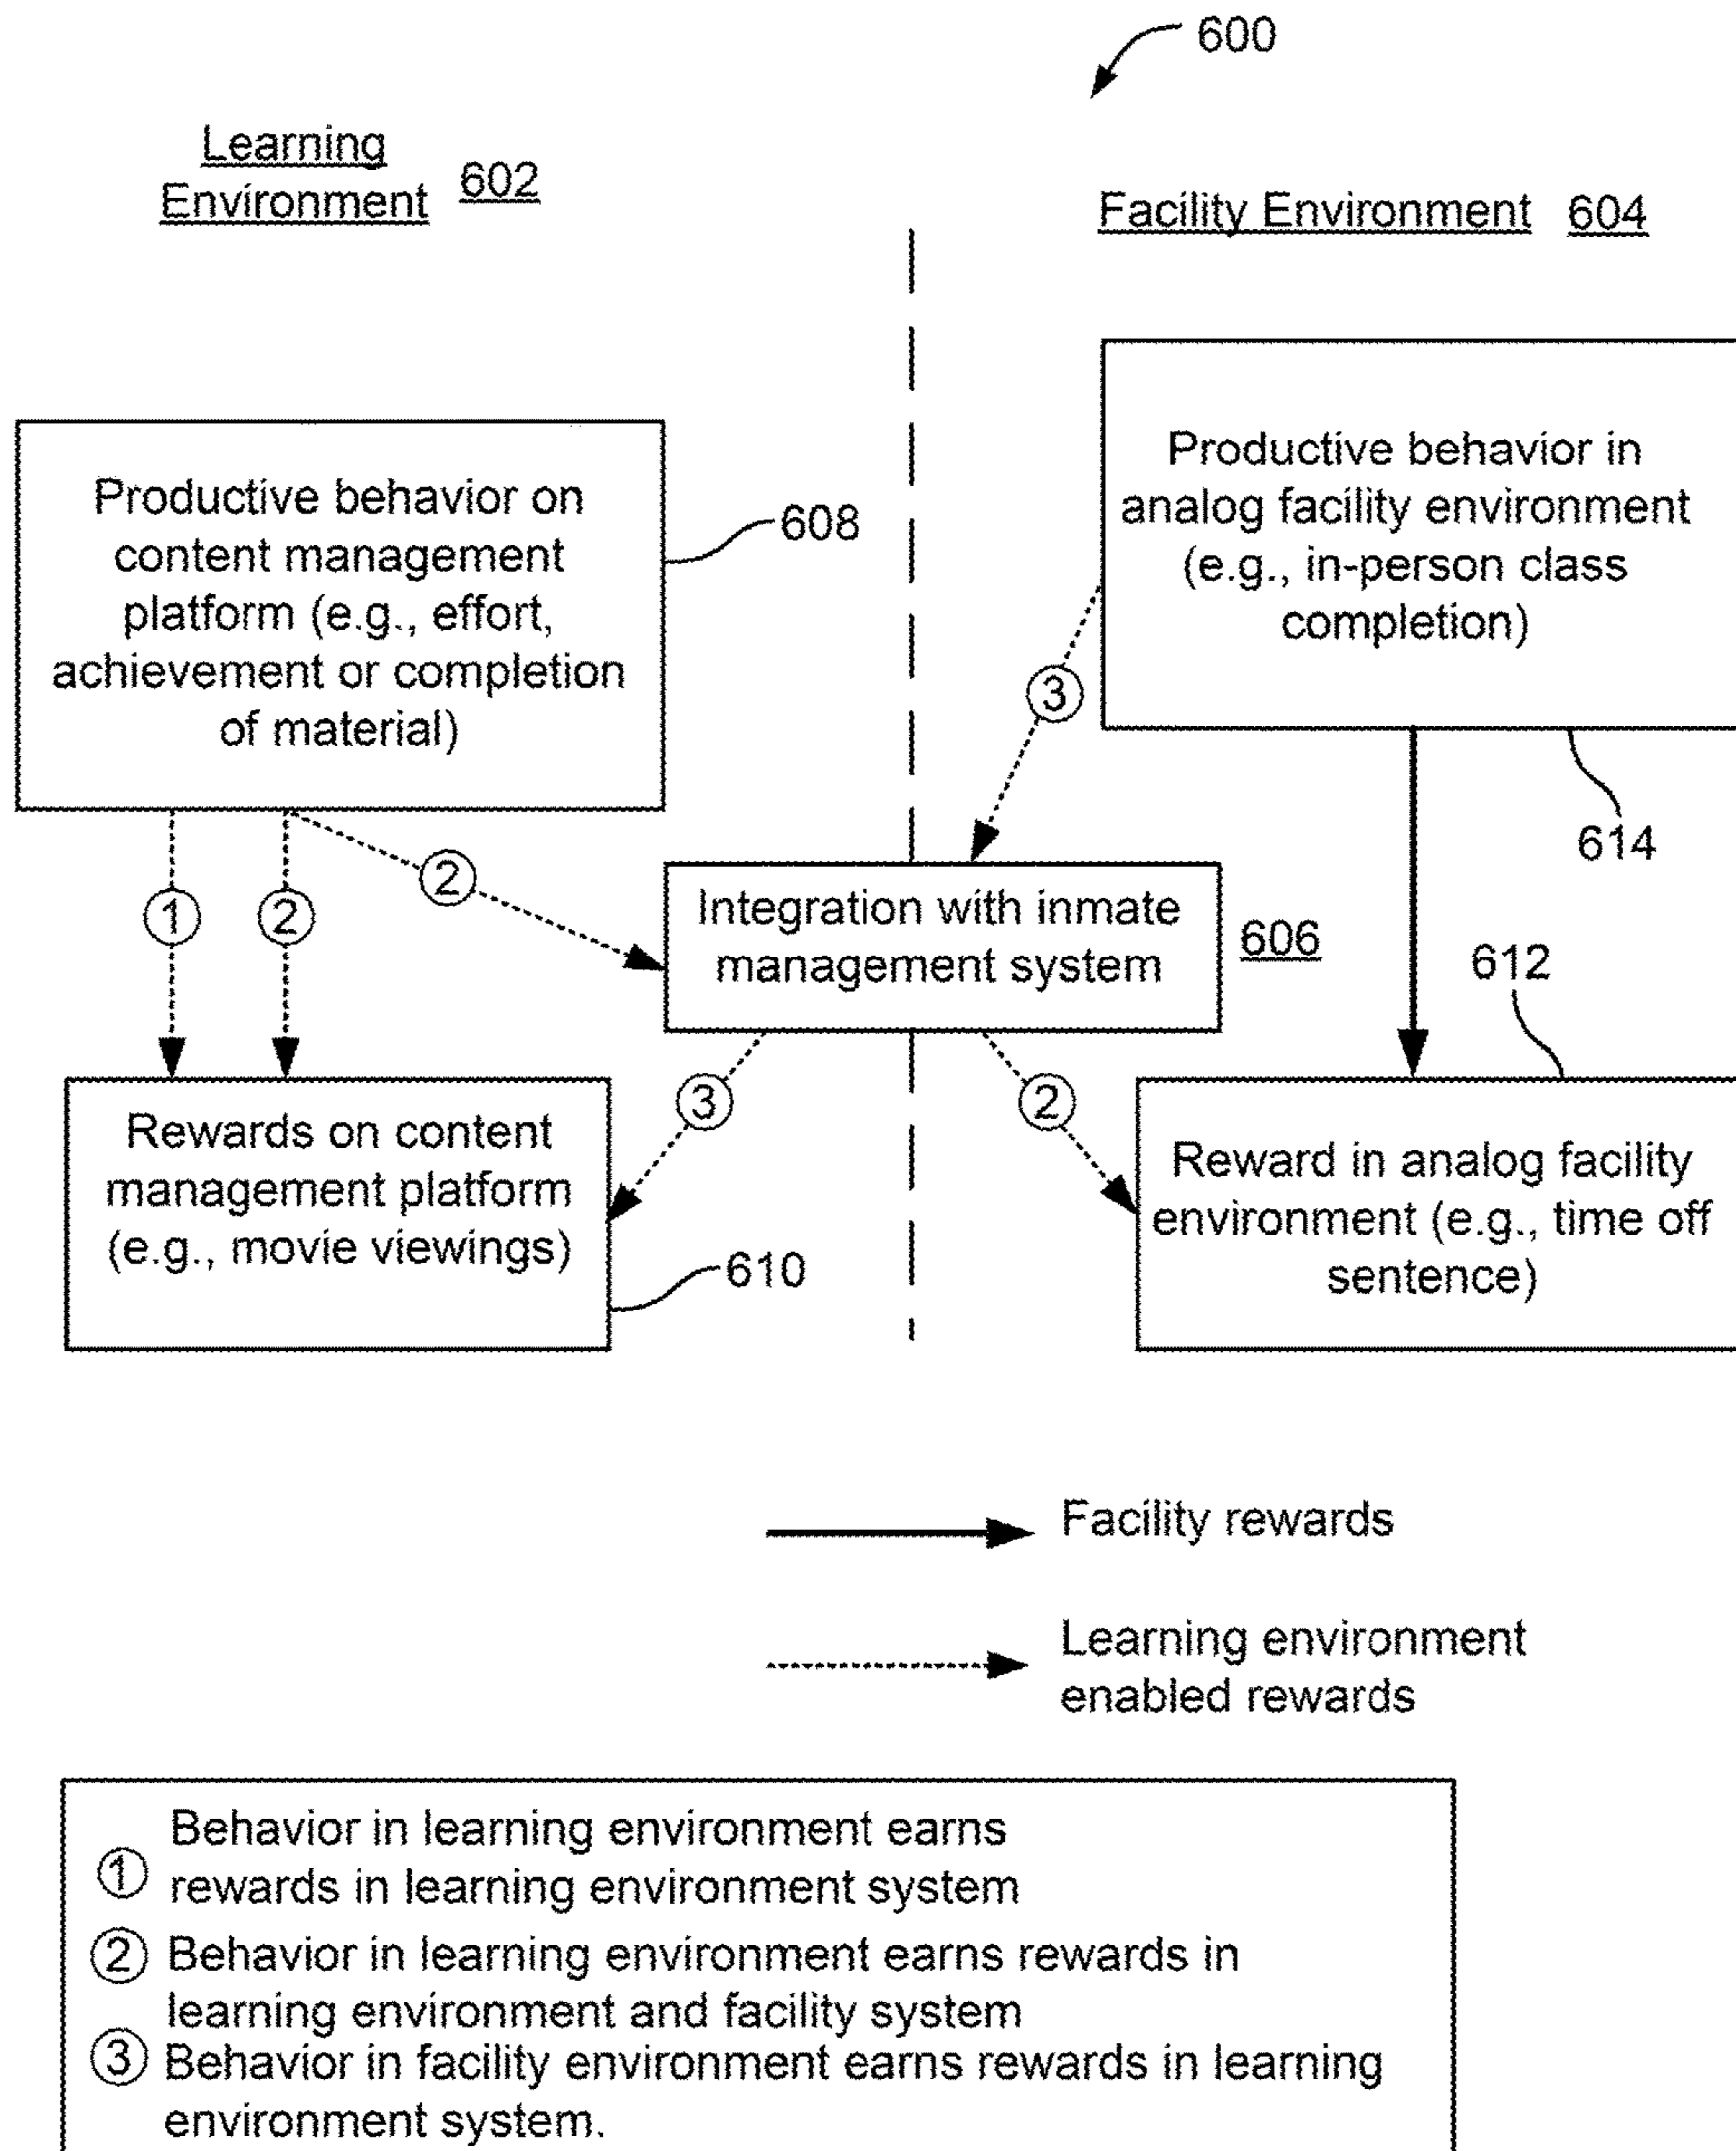 600
Learning
Environment 602
Facility Environment 604
Productive behavior on
content management
platform (e.g., effort,
achievement or completion
of material)
608
Productive behavior in
analog facility environment
(e.g., in-person class
completion)
614
3
1
2
2
Integration with inmate
management system
606
612
3
2
Rewards on content
management platform
(e.g., movie viewings)
610
Reward in analog facility
environment (e.g., time off
sentence)
Facility rewards
Learning environment
enabled rewards
1 Behavior in learning environment earns
rewards in learning environment system
2 Behavior in learning environment earns rewards in
learning environment and facility system
3 Behavior in facility environment earns rewards in learning
environment system.